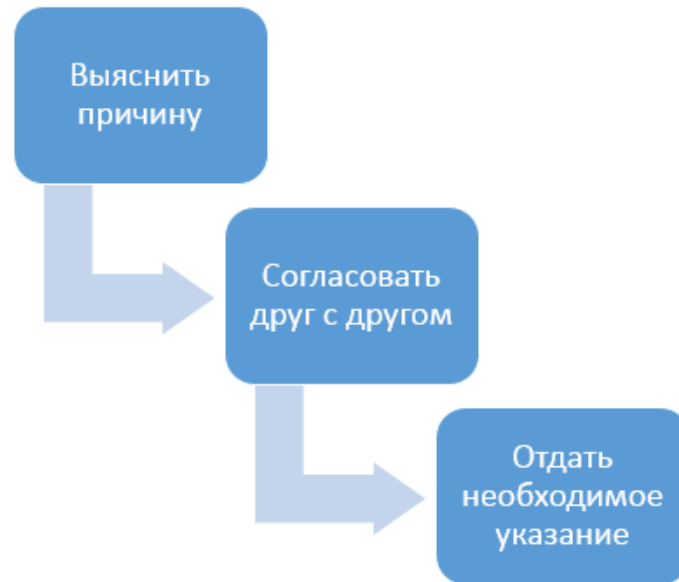 Выяснить
причину
Согласовать
друг с другом
Отдать
необходимое
указание